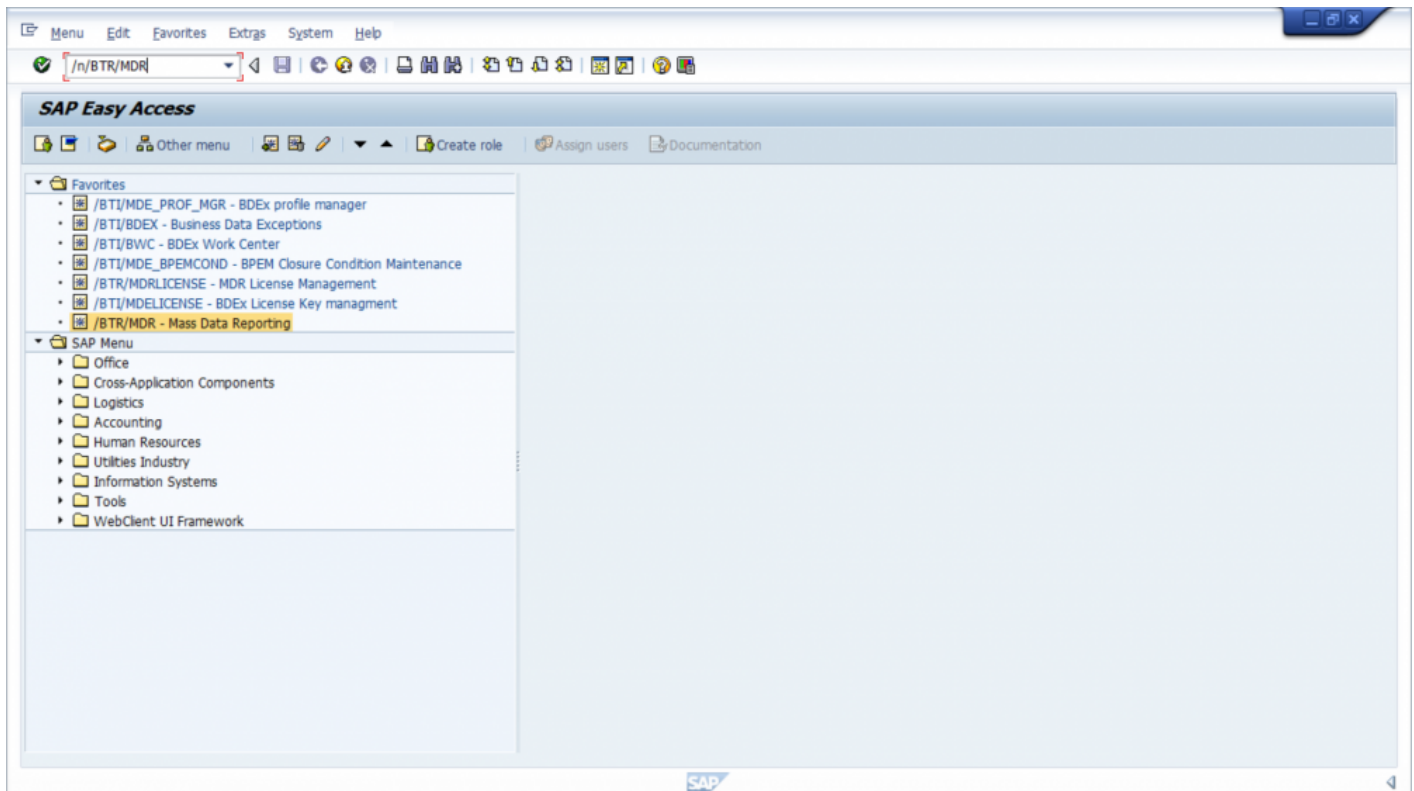 Menu Edit Favorites Extras System Help
/n/BTR/MDR
SAP Easy Access
Other menu Create role Assign users Documentation
Favorites
/BTI/MDE_PROF_MGR - BDEx profile manager
/BTI/BDEX - Business Data Exceptions
/BTI/BWC - BDEx Work Center
/BTI/MDE_BPEMCOND - BPEM Closure Condition Maintenance
/BTR/MDRLICENSE - MDR License Management
/BTI/MDELICENSE - BDEx License Key managment
/BTR/MDR - Mass Data Reporting
SAP Menu
Office
Cross-Application Components
Logistics
Accounting
Human Resources
Utilities Industry
Information Systems
Tools
WebClient UI Framework
SAP